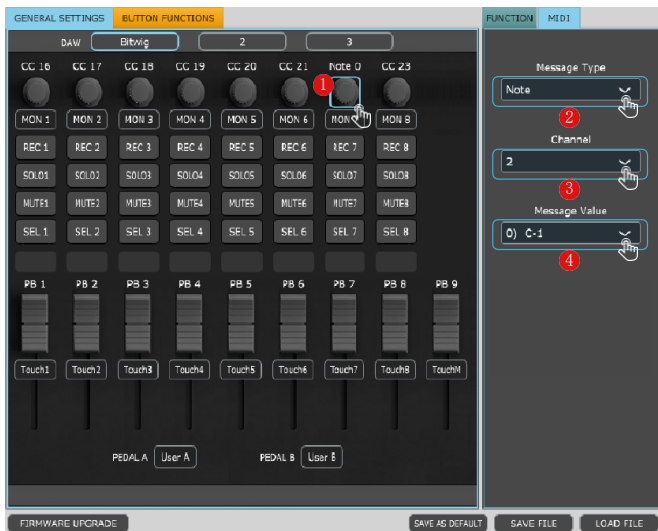 GENERAL SETTINGS BUTTON FUNCTIONS FUNCTION MIDI
DAW Bitwig 2 3
CC 16 CC 17 CC 18 CC 19 CC 20 CC 21 Note 0 CC 23
Message Type
1
Note
MON 1 MON 2 MON 3 MON 4 MON 5 MON 6 MON MON 8
2
REC 1 REC 2 REC 3 REC 4 REC 5 REC 6 REC 7 REC 8
Channel
2
SOLO1 SOLO2 SOLO3 SOLO4 SOLO5 SOLO6 SOLO7 SOLO8
3
MUTE1 MUTE2 MUTE3 MUTE4 MUTE5 MUTE6 MUTE7 MUTE8
Message Value
SEL 1 SEL 2 SEL 3 SEL 4 SEL 5 SEL 6 SEL 7 SEL 8
0) C-1
4
PB 1 PB 2 PB 3 PB 4 PB 5 PB 6 PB 7 PB 8 PB 9
Touch1 Touch2 Touch3 Touch4 Touch5 Touch6 Touch7 Touch8 TouchM
PEDAL A User A PEDAL B User B
FIRMWARE UPGRADE SAVE AS DEFAULT SAVE FILE LOAD FILE